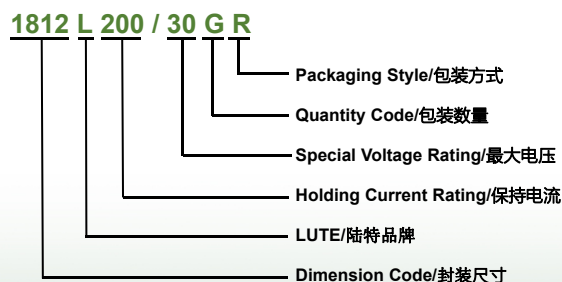 1812 L 200 / 30 G R
Packaging Style/包装方式
Quantity Code/包装数量
Special Voltage Rating/最大电压
Holding Current Rating/保持电流
LUTE/陆特品牌
Dimension Code/封装尺寸